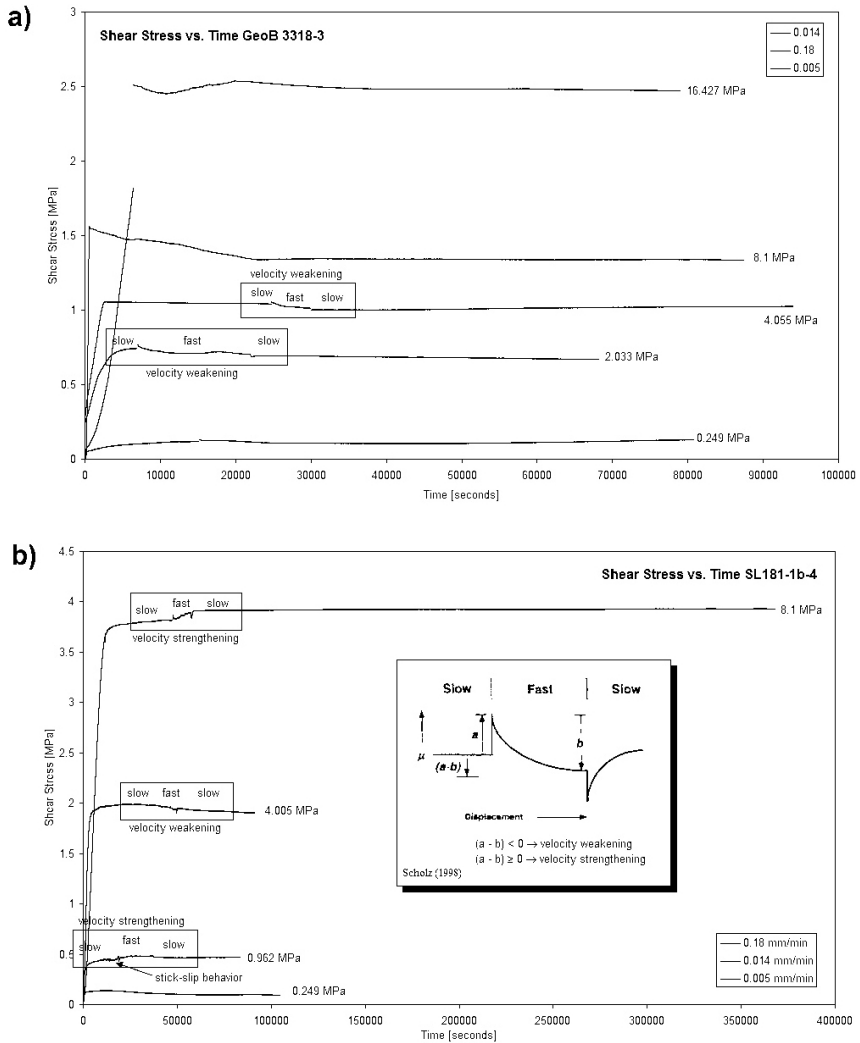 a)
Shear Stress vs. Time GeoB 3318-3
0.014
0.18
0.005
3
2.5
2
1.5
1
0.5
0
Shear Stress [MPa]
16.427 MPa
8.1 MPa
velocity weakening
slow fast slow
4.055 MPa
slow fast slow
velocity weakening
2.033 MPa
0.249 MPa
0 10000 20000 30000 40000 50000 60000 70000 80000 90000 100000
Time [seconds]
b)
Shear Stress vs. Time SL181-1b-4
4.5
4
3.5
3
2.5
2
1.5
1
0.5
0
Shear Stress [MPa]
slow fast slow
velocity strengthening
8.1 MPa
Slow Fast Slow
a
b
μ
(a-b)
Displacement
(a - b) < 0 → velocity weakening
(a - b) ≥ 0 → velocity strengthening
Scholz (1998)
slow fast slow
velocity weakening
4.005 MPa
velocity strengthening
slow fast slow
0.962 MPa
stick-slip behavior
0.249 MPa
0.18 mm/min
0.014 mm/min
0.005 mm/min
0 50000 100000 150000 200000 250000 300000 350000 400000
Time [seconds]